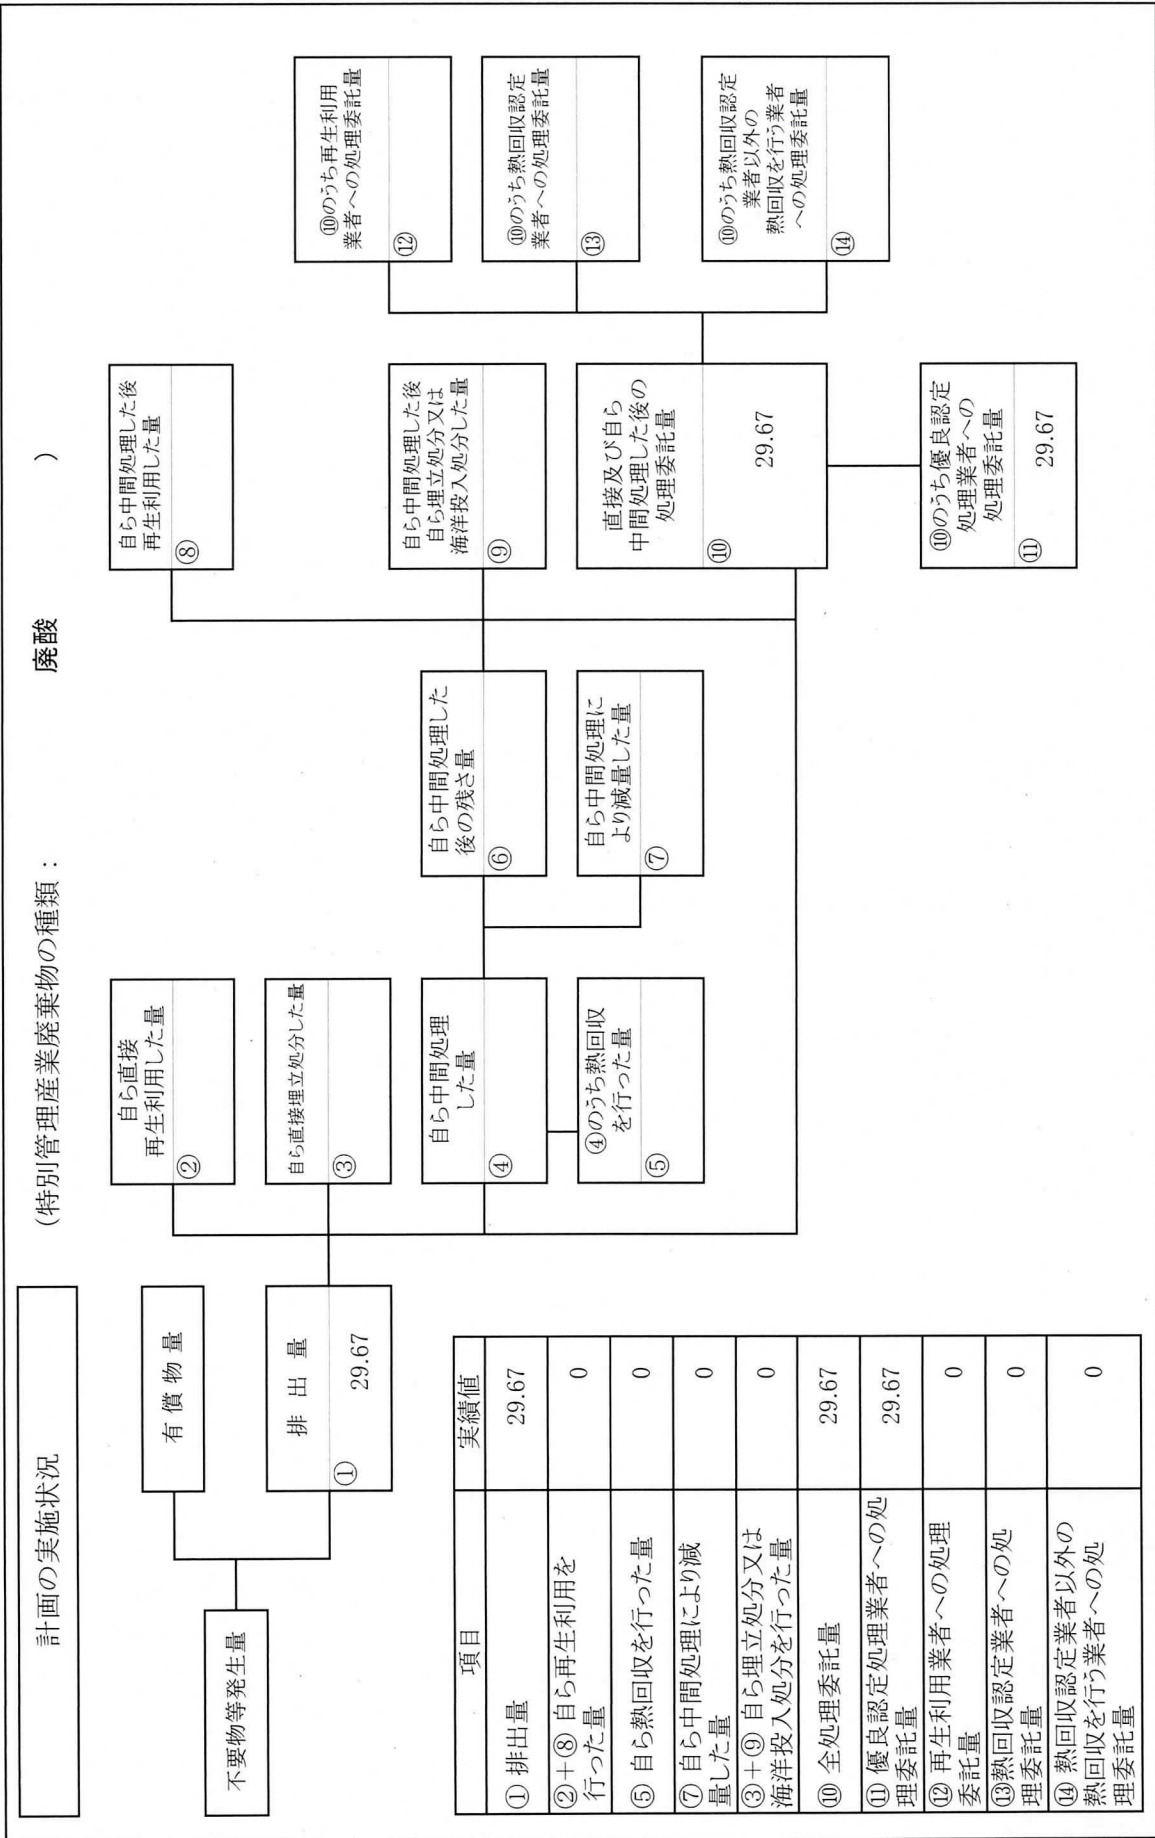 計画の実施状況
(特別管理産業廃棄物の種類： 廃酸 )
不要物等発生量
有 償 物 量
排 出 量
①
29.67
自ら直接
再生利用した量
②
自ら直接埋立処分した量
③
自ら中間処理
した量
④
④のうち熱回収
を行った量
⑤
自ら中間処理した
後の残さ量
⑥
自ら中間処理に
より減量した量
⑦
自ら中間処理した後
再生利用した量
⑧
自ら中間処理した後
自ら埋立処分又は
海洋投入処分した量
⑨
直接及び自ら
中間処理した後の
処理委託量
⑩
29.67
⑩のうち優良認定
処理業者への
処理委託量
⑪
29.67
⑩のうち再生利用
業者への処理委託量
⑫
⑩のうち熱回収認定
業者への処理委託量
⑬
⑩のうち熱回収認定
業者以外の
熱回収を行う業者
への処理委託量
⑭
項目 実績値
① 排出量 29.67
②＋⑧ 自ら再生利用を
行った量 0
⑤ 自ら熱回収を行った量 0
⑦ 自ら中間処理により減
量した量 0
③＋⑨ 自ら埋立処分又は
海洋投入処分を行った量 0
⑩ 全処理委託量 29.67
⑪ 優良認定処理業者への処
理委託量 29.67
⑫ 再生利用業者への処理
委託量 0
⑬熱回収認定業者への処
理委託量 0
⑭ 熱回収認定業者以外の
熱回収を行う業者への処
理委託量 0